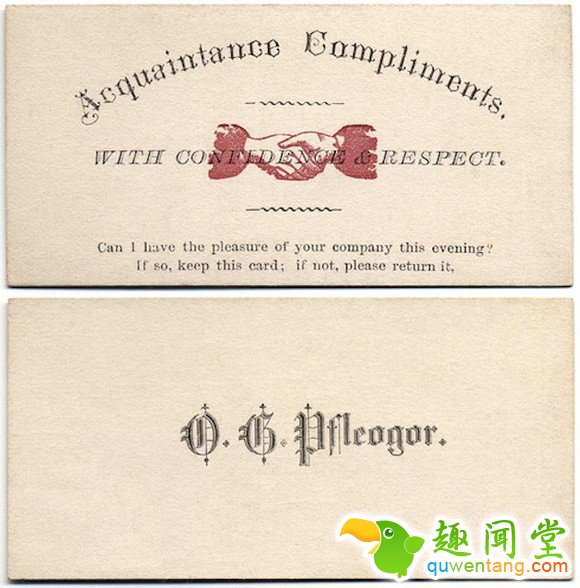 Acquaintance Compliments.
WITH CONFIDENCE & RESPECT.
Can I have the pleasure of your company this evening?
If so, keep this card; if not, please return it,
O. G. Pfleogor.
趣闻堂
quwentang.com